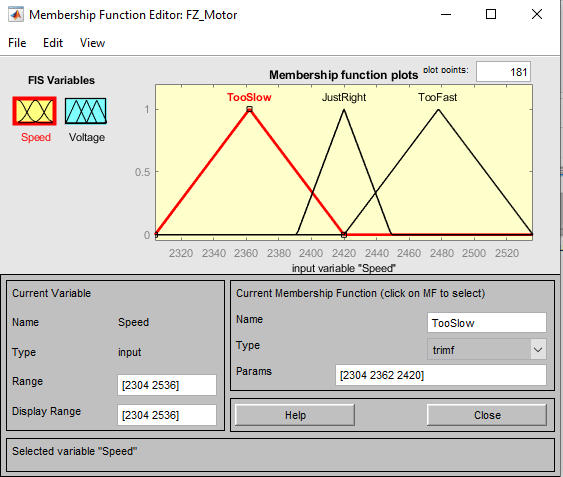 Membership Function Editor: FZ_Motor
File Edit View
FIS Variables
Speed
Voltage
Membership function plots
plot points:
181
TooSlow JustRight TooFast
1
0.5
0
2320 2340 2360 2380 2400 2420 2440 2460 2480 2500 2520
input variable "Speed"
Current Variable
Name Speed
Type input
Range [2304 2536]
Display Range [2304 2536]
Current Membership Function (click on MF to select)
Name TooSlow
Type trimf
Params [2304 2362 2420]
Help Close
Selected variable "Speed"